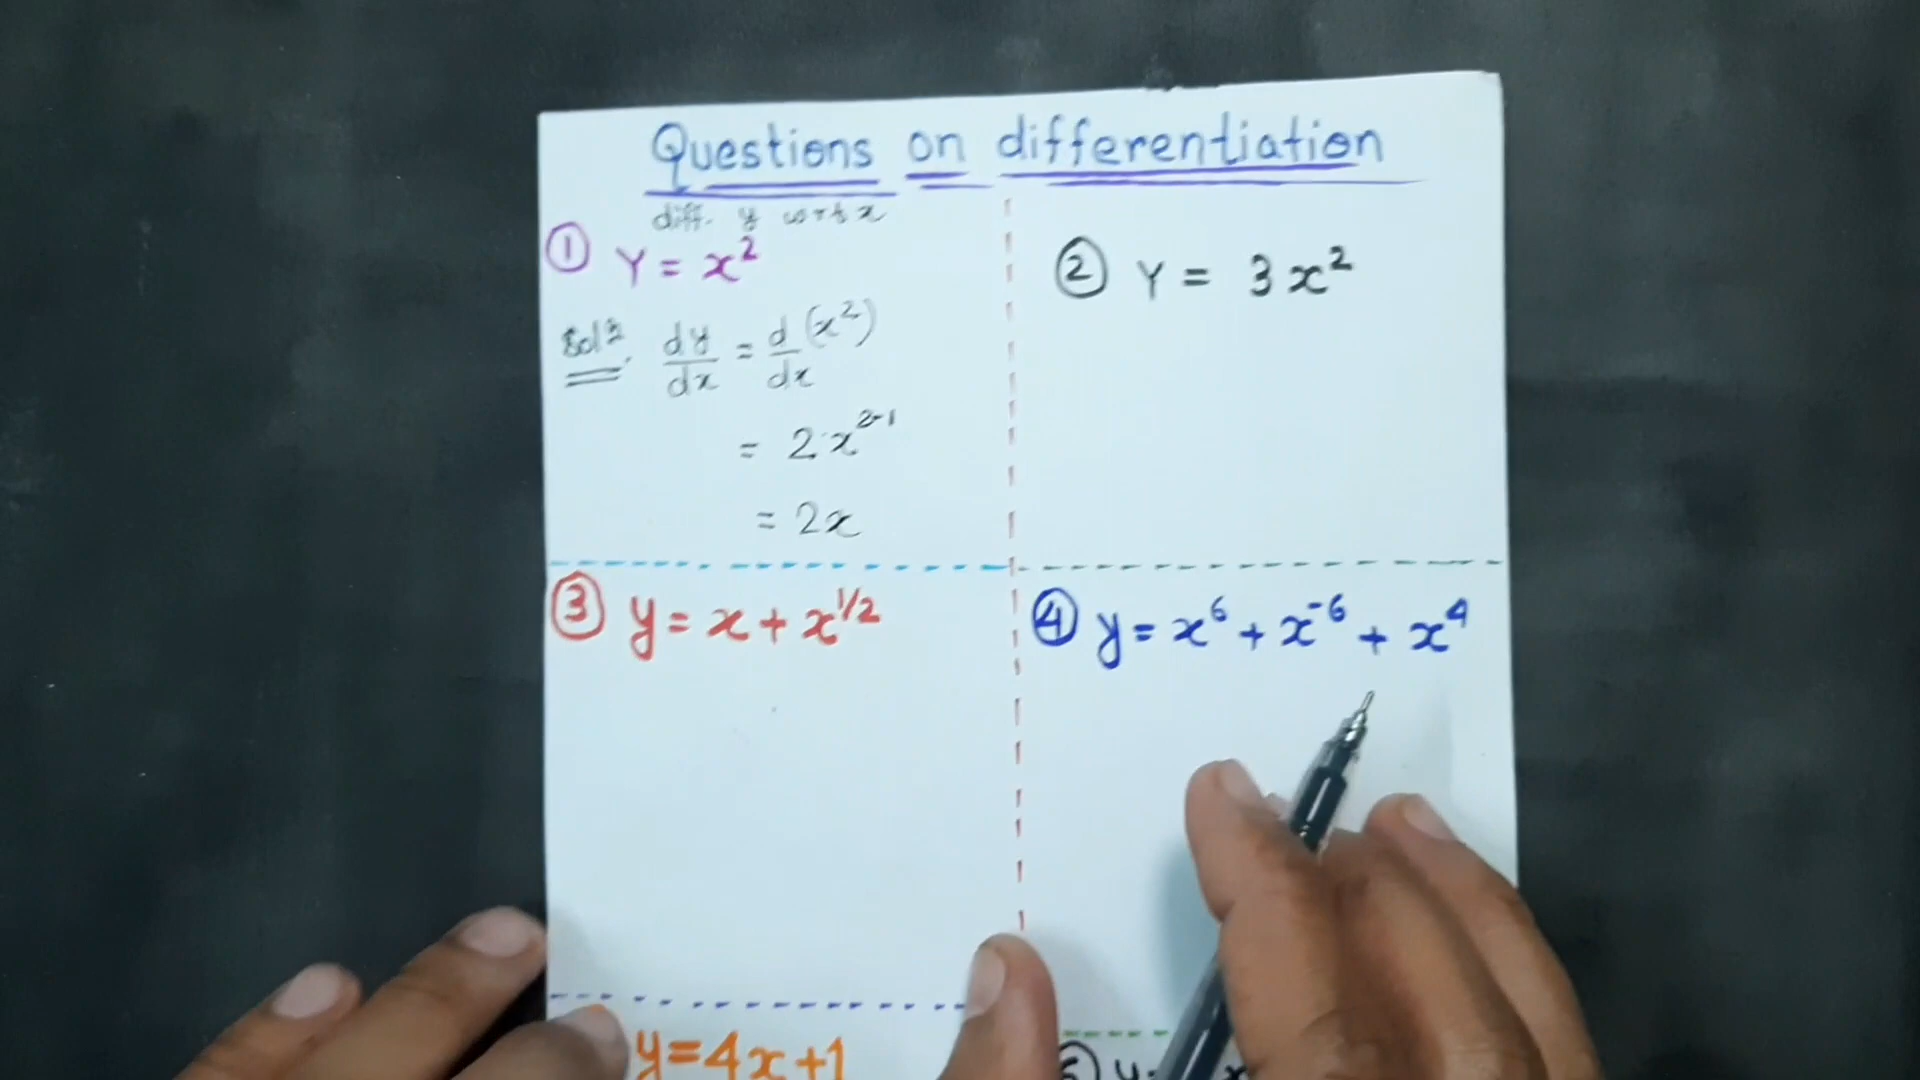 Questions on differentiation
diff. y w.r.t x
① Y = x²
Solⁿ. dy/dx = d/dx (x²)
= 2x²⁻¹
= 2x
② Y = 3x²
③ y = x + x^1/2
④ y = x⁶ + x⁻⁶ + x⁴
y=4x+1